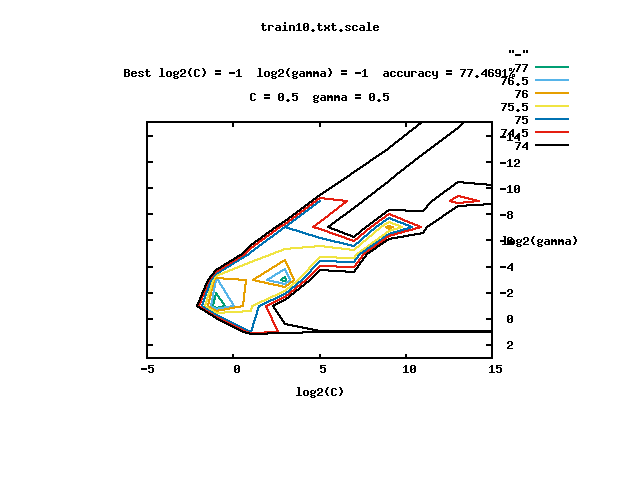 train10.txt.scale
"-"
Best log2(C) = -1  log2(gamma) = -1  accuracy = 77.4691%
77
76.5
C = 0.5  gamma = 0.5
76
75.5
75
74.5
74
-14
-12
-10
-8
-6
log2(gamma)
-4
-2
0
2
-5 0 5 10 15
log2(C)